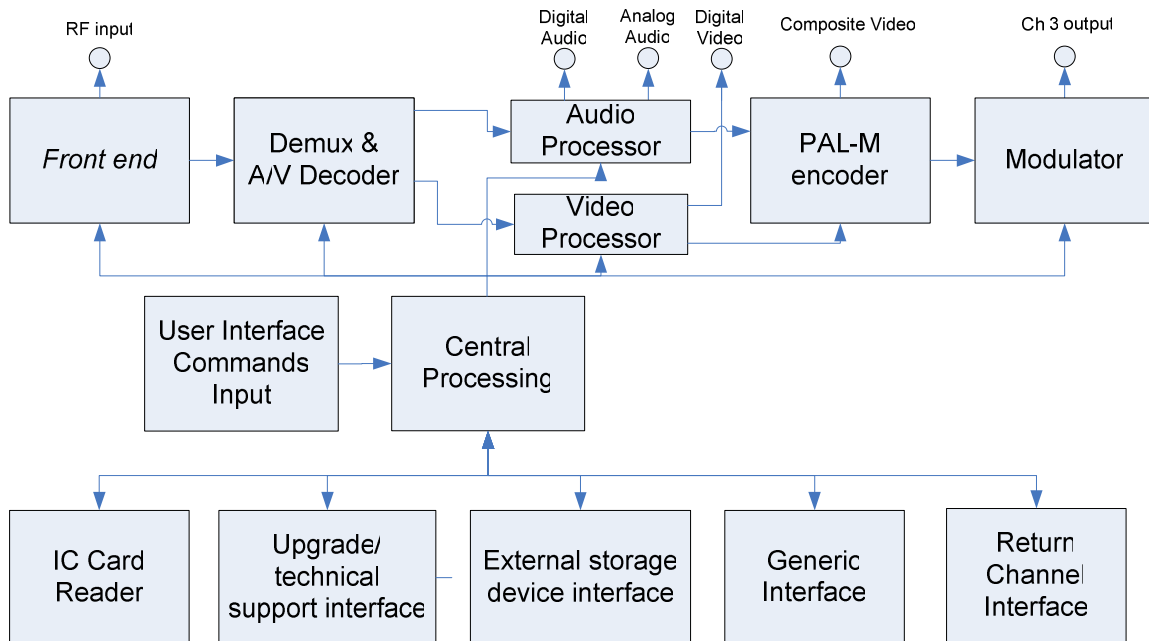 RF input
Digital
Audio
Analog
Audio
Digital
Video
Composite Video
Ch 3 output
Front end
Demux &
A/V Decoder
Audio
Processor
Video
Processor
PAL-M
encoder
Modulator
User Interface
Commands
Input
Central
Processing
IC Card
Reader
Upgrade/
technical
support interface
External storage
device interface
Generic
Interface
Return
Channel
Interface